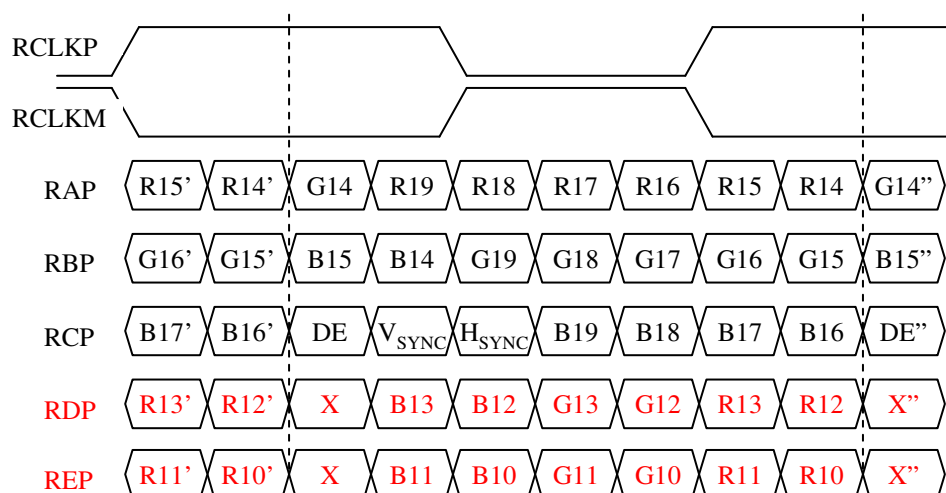 RCLKP
RCLKM
RAP R15’ R14’ G14 R19 R18 R17 R16 R15 R14 G14”
RBP G16’ G15’ B15 B14 G19 G18 G17 G16 G15 B15”
RCP B17’ B16’ DE VSYNC HSYNC B19 B18 B17 B16 DE”
RDP R13’ R12’ X B13 B12 G13 G12 R13 R12 X”
REP R11’ R10’ X B11 B10 G11 G10 R11 R10 X”